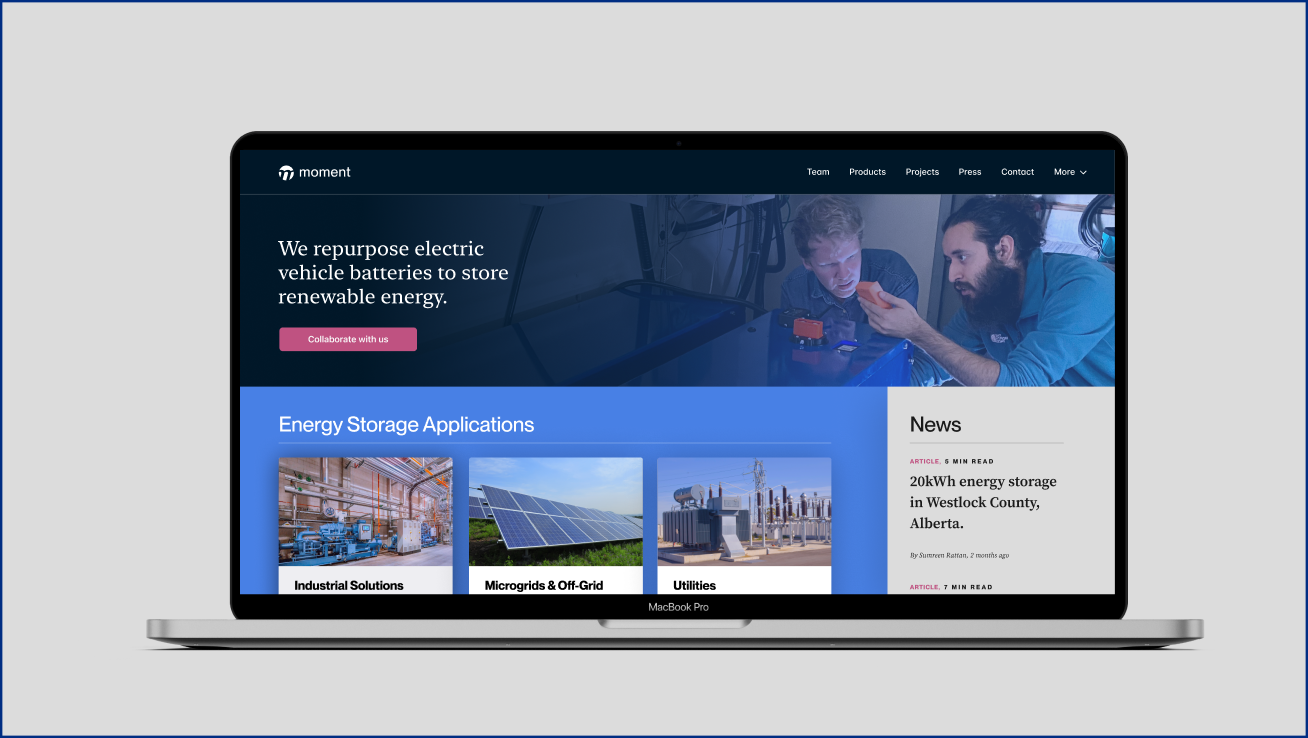 moment
Team
Products
Projects
Press
Contact
More
We repurpose electric
vehicle batteries to store
renewable energy.
Collaborate with us
Energy Storage Applications
Industrial Solutions
Microgrids & Off-Grid
Utilities
News
ARTICLE, 5 MIN READ
20kWh energy storage
in Westlock County,
Alberta.
By Sumreen Rattan, 2 months ago
ARTICLE, 7 MIN READ
MacBook Pro